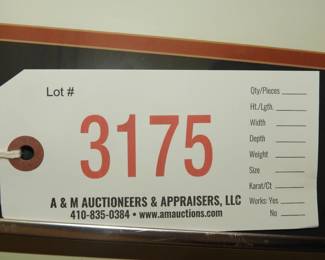 Lot #
3175
A & M AUCTIONEERS & APPRAISERS, LLC
410-835-0384 • www.amauctions.com
Qty/Pieces
Ht./Lgth.
Width
Depth
Weight
Size
Karat/Ct
Works: Yes
No